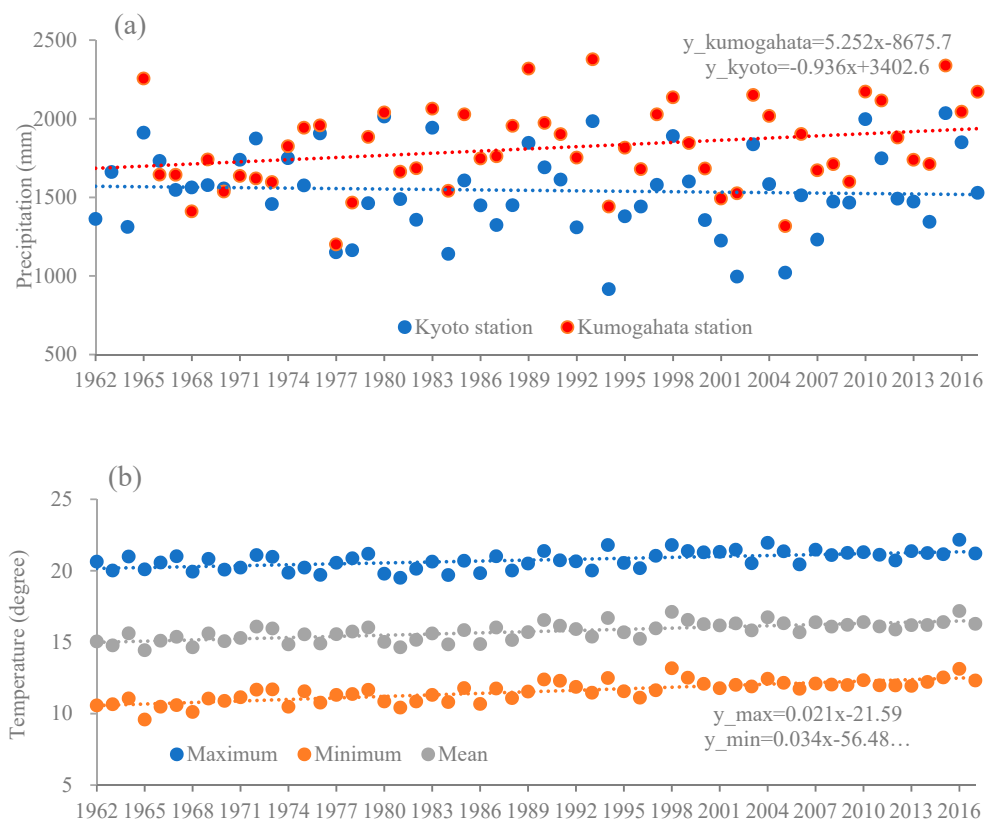 (a)
2500
2000
1500
1000
500
Precipitation (mm)
y_kumogahata=5.252x-8675.7
y_kyoto=-0.936x+3402.6
Kyoto station
Kumogahata station
1962 1965 1968 1971 1974 1977 1980 1983 1986 1989 1992 1995 1998 2001 2004 2007 2010 2013 2016
(b)
25
20
15
10
5
Temperature (degree)
y_max=0.021x-21.59
y_min=0.034x-56.48…
Maximum
Minimum
Mean
1962 1965 1968 1971 1974 1977 1980 1983 1986 1989 1992 1995 1998 2001 2004 2007 2010 2013 2016